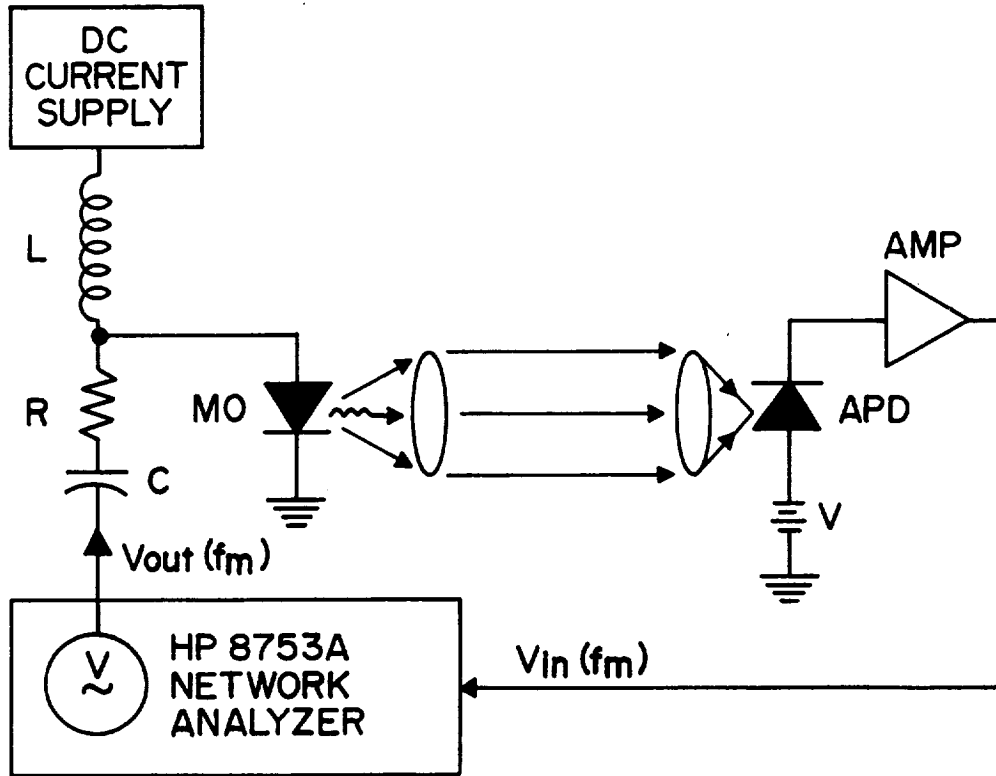 DC
CURRENT
SUPPLY
L
AMP
R
MO
APD
C
V
Vout (fm)
V
~
HP 8753A
NETWORK
ANALYZER
Vin (fm)